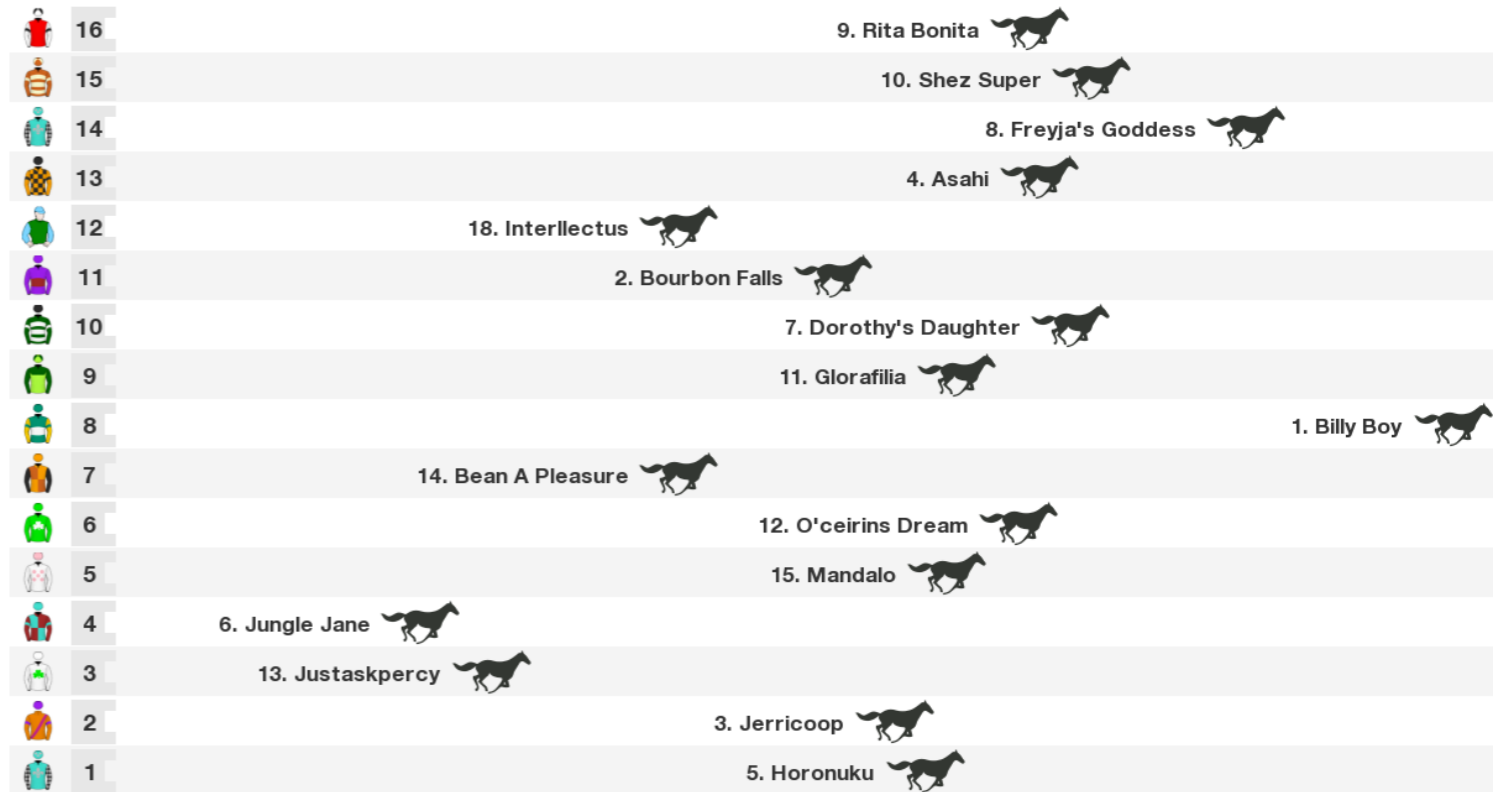 16 9. Rita Bonita
15 10. Shez Super
14 8. Freyja's Goddess
13 4. Asahi
12 18. Interllectus
11 2. Bourbon Falls
10 7. Dorothy's Daughter
9 11. Glorafilia
8 1. Billy Boy
7 14. Bean A Pleasure
6 12. O'ceirins Dream
5 15. Mandalo
4 6. Jungle Jane
3 13. Justaskpercy
2 3. Jerricoop
1 5. Horonuku